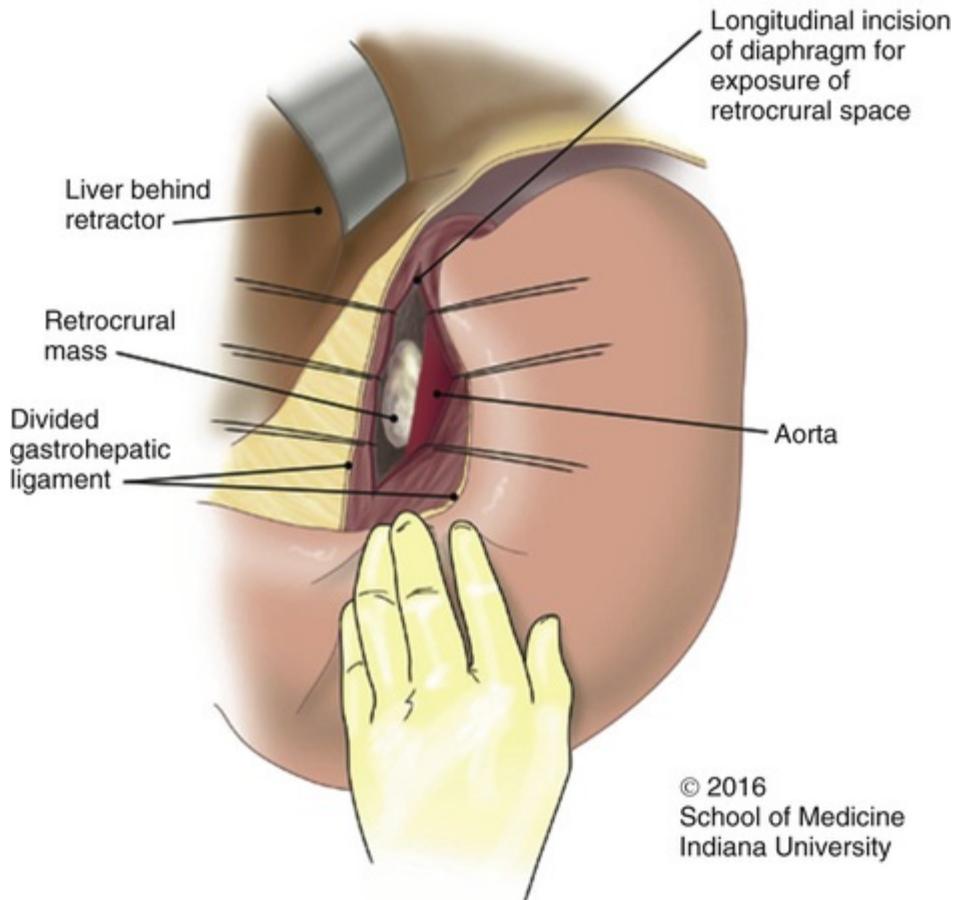 Longitudinal incision
of diaphragm for
exposure of
retrocrural space
Liver behind
retractor
Retrocrural
mass
Divided
gastrohepatic
ligament
Aorta
© 2016
School of Medicine
Indiana University